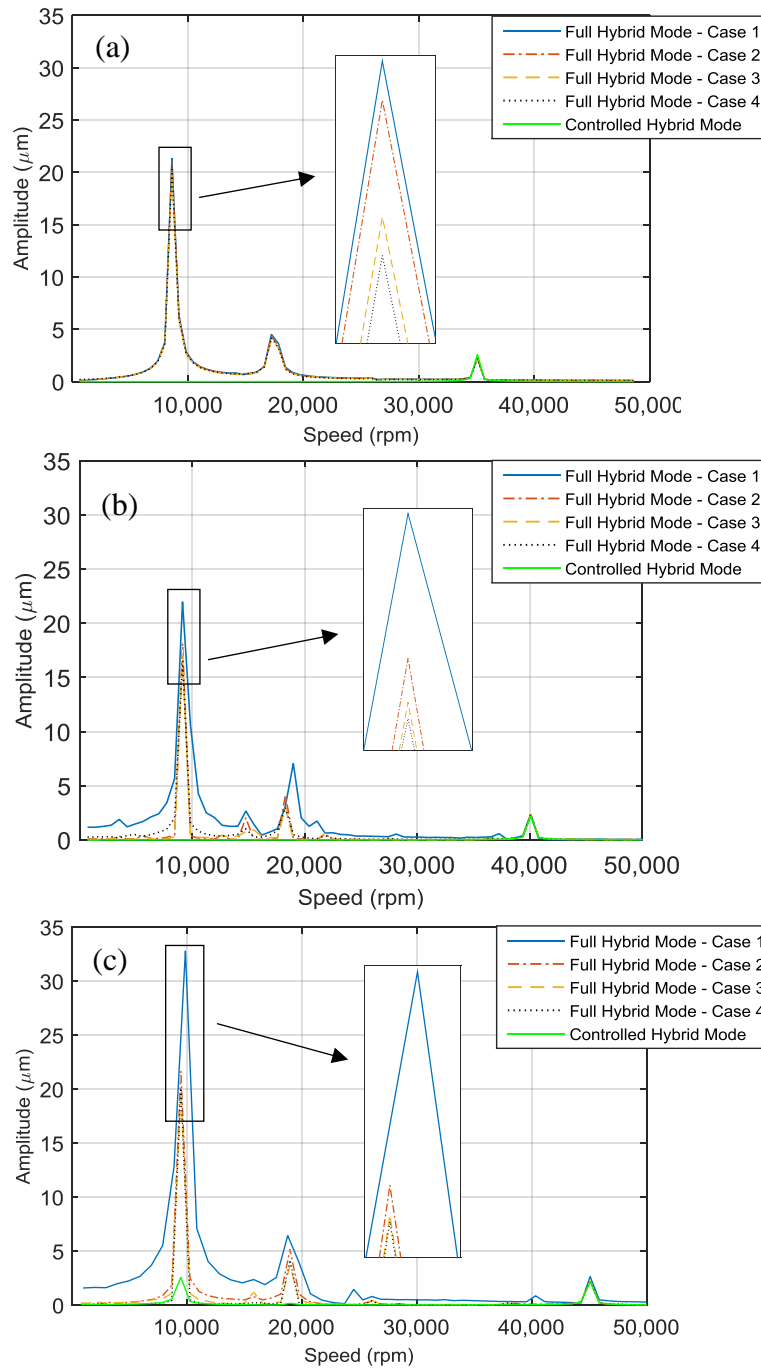 (a)
35
30
25
20
15
10
5
0
Amplitude (μm)
10,000
20,000
30,000
40,000
50,000
Speed (rpm)
Full Hybrid Mode - Case 1
Full Hybrid Mode - Case 2
Full Hybrid Mode - Case 3
Full Hybrid Mode - Case 4
Controlled Hybrid Mode
(b)
35
30
25
20
15
10
5
0
Amplitude (μm)
10,000
20,000
30,000
40,000
50,000
Speed (rpm)
Full Hybrid Mode - Case 1
Full Hybrid Mode - Case 2
Full Hybrid Mode - Case 3
Full Hybrid Mode - Case 4
Controlled Hybrid Mode
(c)
35
30
25
20
15
10
5
0
Amplitude (μm)
10,000
20,000
30,000
40,000
50,000
Speed (rpm)
Full Hybrid Mode - Case 1
Full Hybrid Mode - Case 2
Full Hybrid Mode - Case 3
Full Hybrid Mode - Case 4
Controlled Hybrid Mode